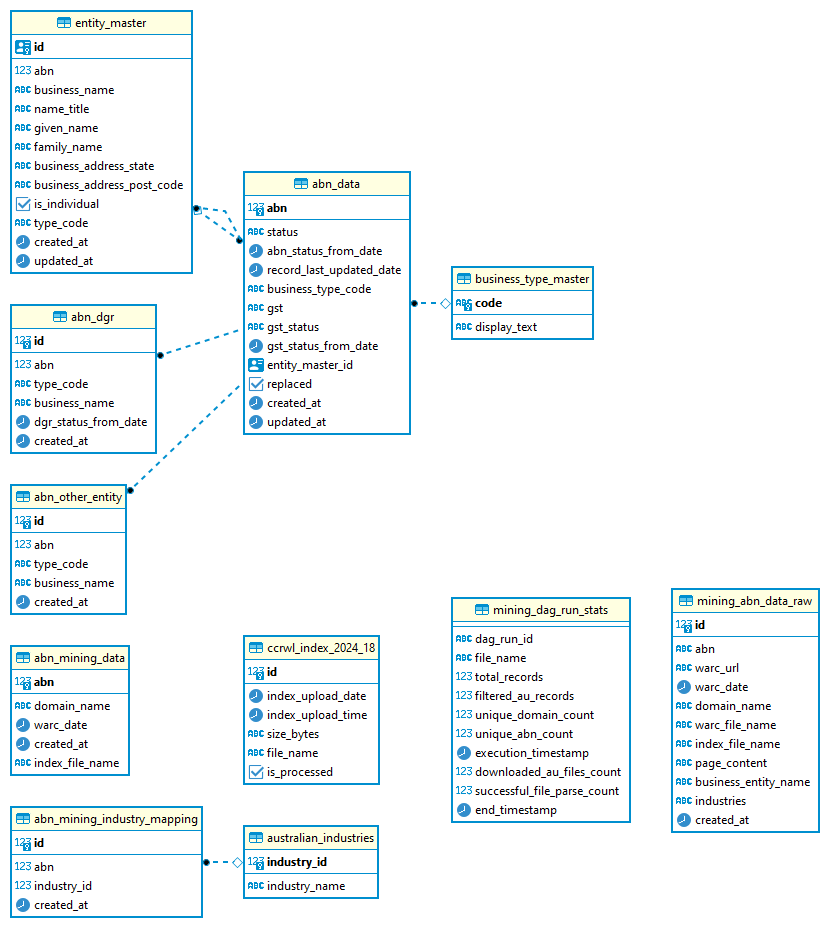 entity_master
id
123 abn
ABC business_name
ABC name_title
ABC given_name
ABC family_name
ABC business_address_state
ABC business_address_post_code
is_individual
ABC type_code
created_at
updated_at
abn_data
123 abn
ABC status
abn_status_from_date
record_last_updated_date
ABC business_type_code
ABC gst
ABC gst_status
gst_status_from_date
entity_master_id
replaced
created_at
updated_at
business_type_master
ABC code
ABC display_text
abn_dgr
123 id
123 abn
ABC type_code
ABC business_name
dgr_status_from_date
created_at
abn_other_entity
123 id
123 abn
ABC type_code
ABC business_name
created_at
abn_mining_data
ABC abn
ABC domain_name
warc_date
created_at
ABC index_file_name
ccrwl_index_2024_18
123 id
index_upload_date
index_upload_time
ABC size_bytes
ABC file_name
is_processed
mining_dag_run_stats
ABC dag_run_id
ABC file_name
123 total_records
123 filtered_au_records
123 unique_domain_count
123 unique_abn_count
execution_timestamp
123 downloaded_au_files_count
123 successful_file_parse_count
end_timestamp
mining_abn_data_raw
123 id
ABC abn
ABC warc_url
warc_date
ABC domain_name
ABC warc_file_name
ABC index_file_name
ABC page_content
ABC business_entity_name
ABC industries
created_at
abn_mining_industry_mapping
123 id
123 abn
123 industry_id
created_at
australian_industries
123 industry_id
ABC industry_name